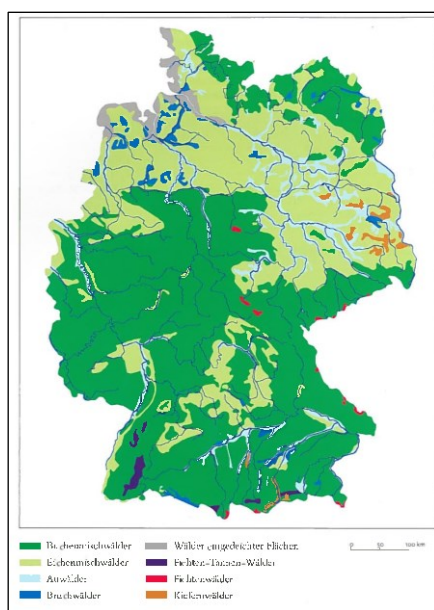 Buchenmischwälder
Eichenmischwälder
Auwälder
Bruchwälder
Wälder eingedeichter Flächen
Fichten-Tannen-Wälder
Fichtenwälder
Kiefernwälder
0 50 100 km